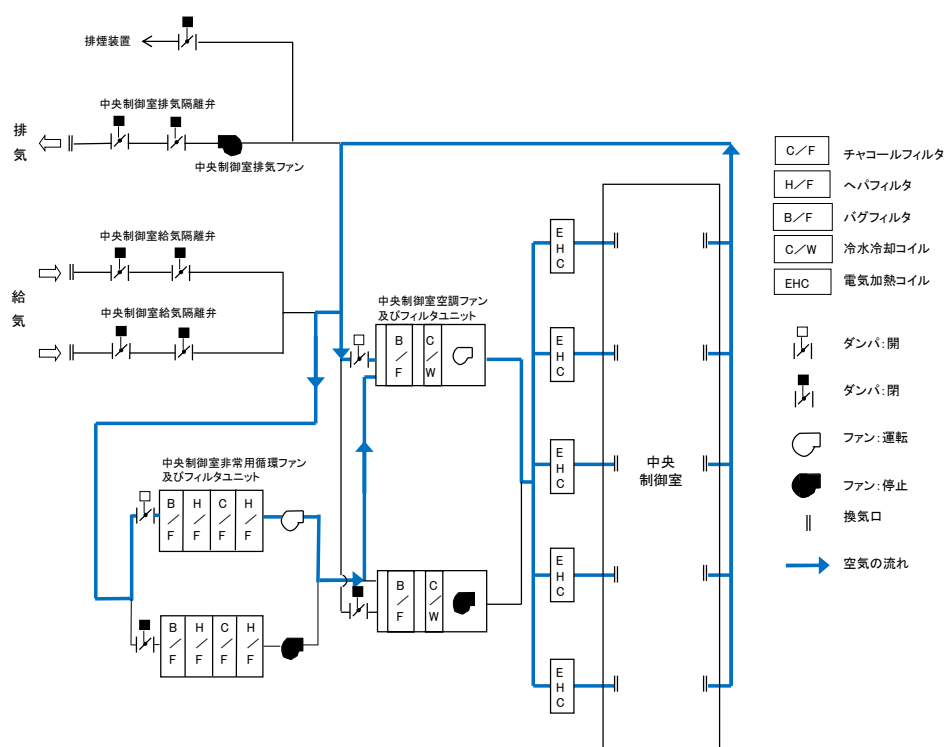 排煙装置
中央制御室排気隔離弁
排
気
中央制御室排気ファン
中央制御室給気隔離弁
給
気
中央制御室給気隔離弁
中央制御室空調ファン
及びフィルタユニット
B/F
C/W
中央制御室非常用循環ファン
及びフィルタユニット
B/F
H/F
C/F
H/F
B/F
H/F
C/F
H/F
B/F
C/W
EHC
EHC
EHC
EHC
EHC
中央
制御室
C/F チャコールフィルタ
H/F ヘパフィルタ
B/F バグフィルタ
C/W 冷水冷却コイル
EHC 電気加熱コイル
ダンパ:開
ダンパ:閉
ファン:運転
ファン:停止
換気口
空気の流れ